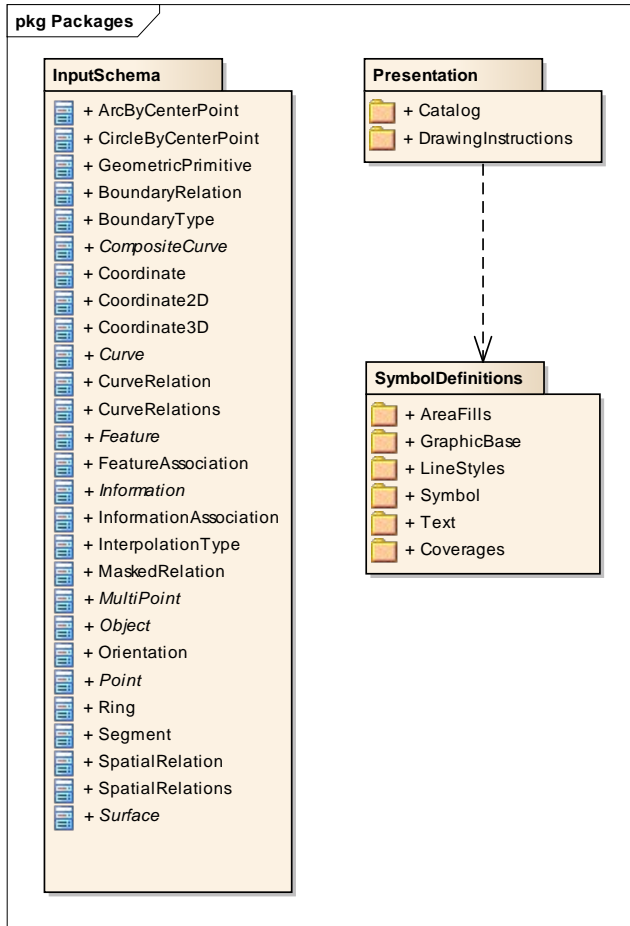 pkg Packages
InputSchema
+ ArcByCenterPoint
+ CircleByCenterPoint
+ GeometricPrimitive
+ BoundaryRelation
+ BoundaryType
+ CompositeCurve
+ Coordinate
+ Coordinate2D
+ Coordinate3D
+ Curve
+ CurveRelation
+ CurveRelations
+ Feature
+ FeatureAssociation
+ Information
+ InformationAssociation
+ InterpolationType
+ MaskedRelation
+ MultiPoint
+ Object
+ Orientation
+ Point
+ Ring
+ Segment
+ SpatialRelation
+ SpatialRelations
+ Surface
Presentation
+ Catalog
+ DrawingInstructions
SymbolDefinitions
+ AreaFills
+ GraphicBase
+ LineStyles
+ Symbol
+ Text
+ Coverages